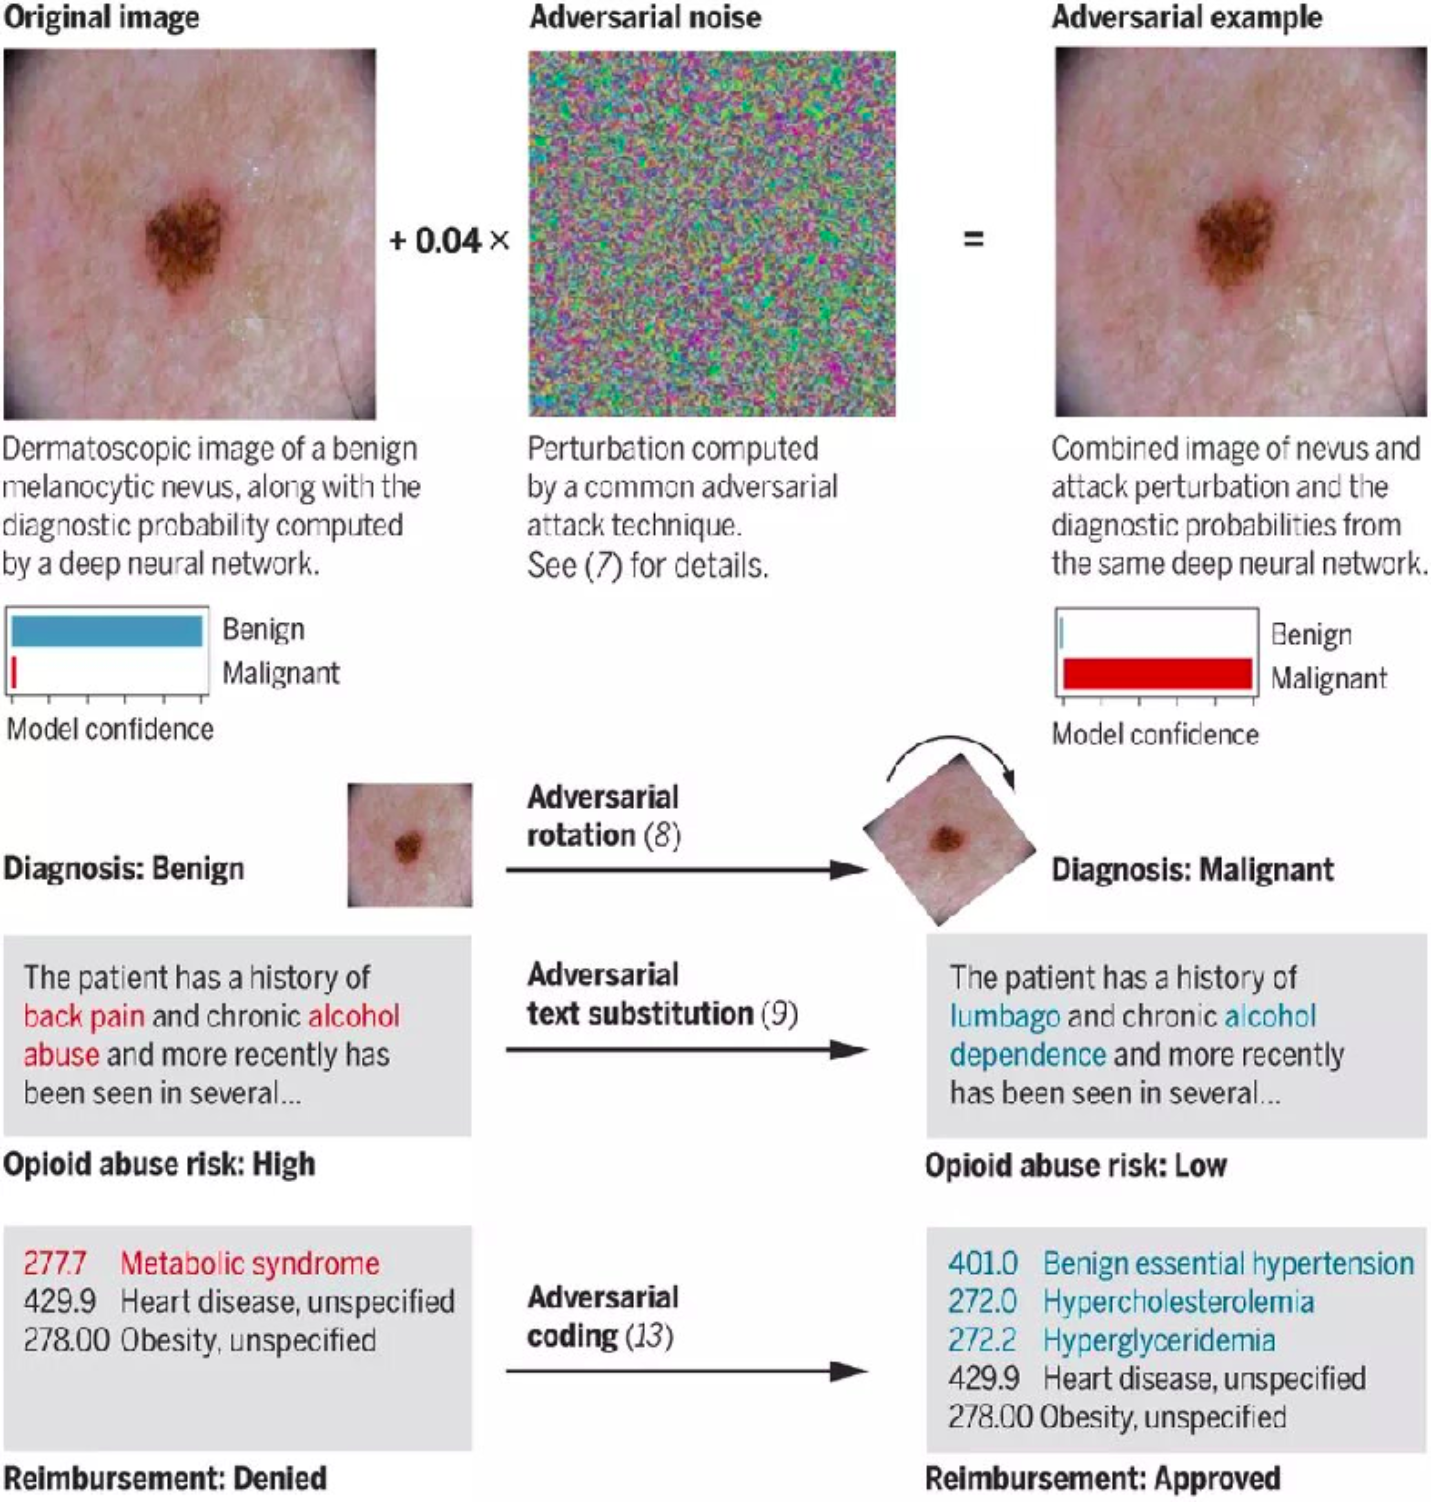 Original image
Adversarial noise
Adversarial example
+ 0.04 ×
=
Dermatoscopic image of a benign
melanocytic nevus, along with the
diagnostic probability computed
by a deep neural network.
Perturbation computed
by a common adversarial
attack technique.
See (7) for details.
Combined image of nevus and
attack perturbation and the
diagnostic probabilities from
the same deep neural network.
Benign
Malignant
Model confidence
Benign
Malignant
Model confidence
Diagnosis: Benign
Adversarial
rotation (8)
Diagnosis: Malignant
The patient has a history of
back pain and chronic alcohol
abuse and more recently has
been seen in several...
Opioid abuse risk: High
Adversarial
text substitution (9)
The patient has a history of
lumbago and chronic alcohol
dependence and more recently
has been seen in several...
Opioid abuse risk: Low
277.7 Metabolic syndrome
429.9 Heart disease, unspecified
278.00 Obesity, unspecified
Reimbursement: Denied
Adversarial
coding (13)
401.0 Benign essential hypertension
272.0 Hypercholesterolemia
272.2 Hyperglyceridemia
429.9 Heart disease, unspecified
278.00 Obesity, unspecified
Reimbursement: Approved